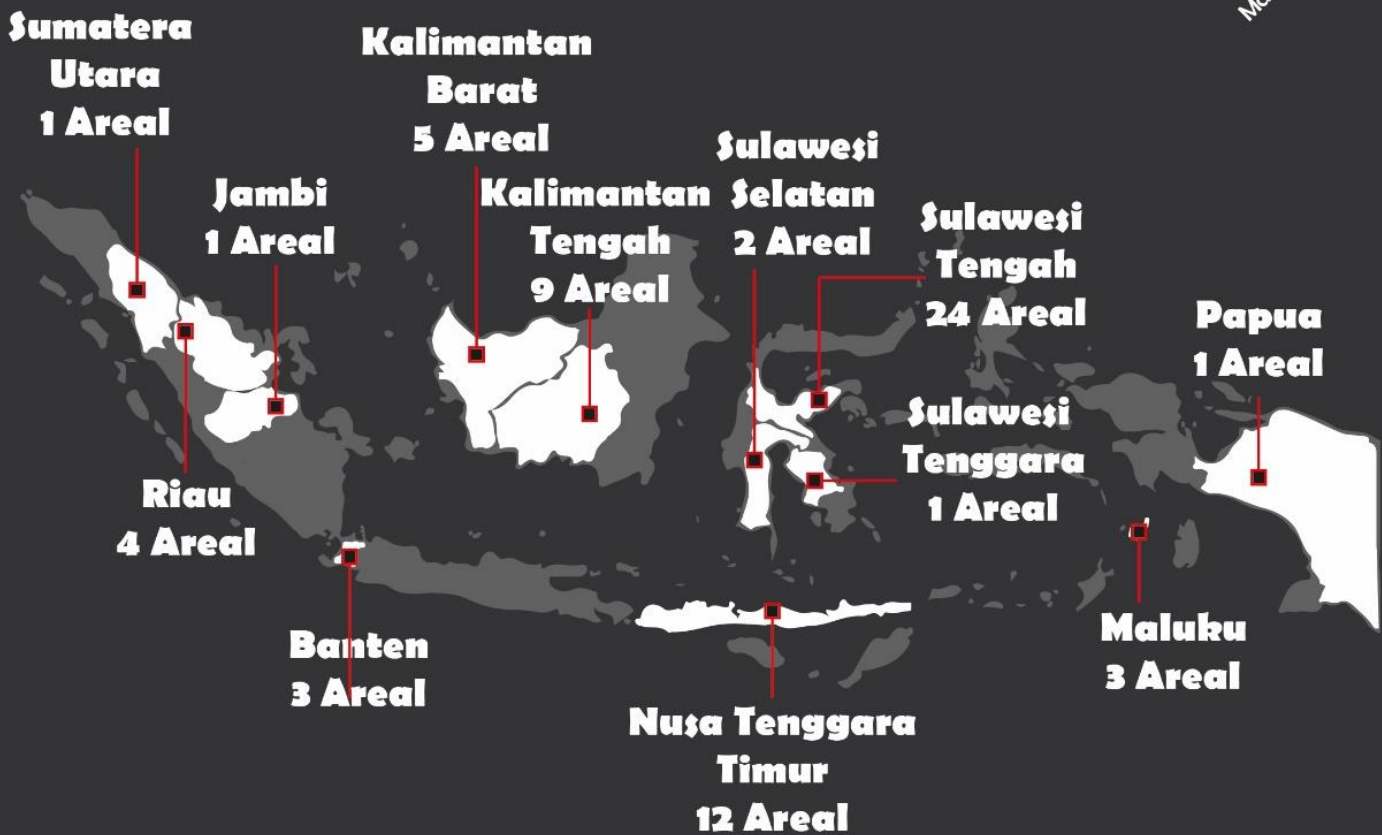 Sumatera
Utara
1 Areal
Kalimantan
Barat
5 Areal
Jambi
1 Areal
Kalimantan
Tengah
9 Areal
Sulawesi
Selatan
2 Areal
Sulawesi
Tengah
24 Areal
Papua
1 Areal
Sulawesi
Tenggara
1 Areal
Riau
4 Areal
Banten
3 Areal
Maluku
3 Areal
Nusa Tenggara
Timur
12 Areal